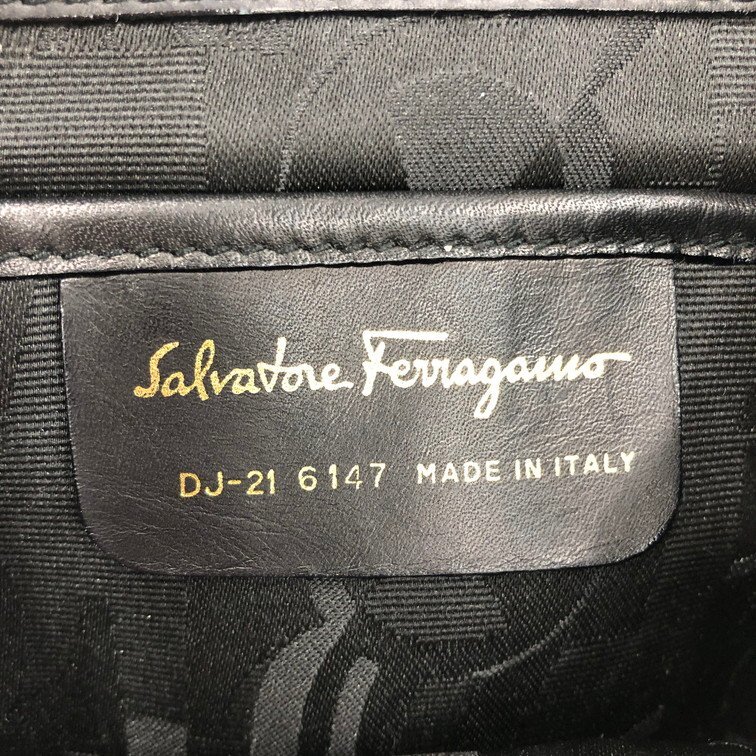 Salvatore Ferragamo
DJ-21 6147 MADE IN ITALY